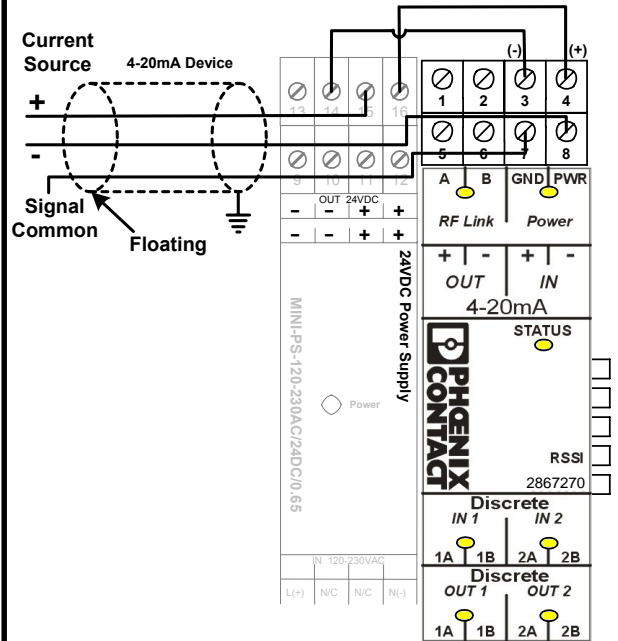 Current
Source
4-20mA Device
+
-
Signal
Common
Floating
(-) (+)
13 14 15 16
9 10 11 12
OUT 24VDC
- - + +
- - + +
24VDC Power Supply
MINI-PS-120-230AC/24DC/0.65
Power
IN 120-230VAC
L(+) N/C N/C N(-)
1 2 3 4
5 6 7 8
A B GND PWR
RF Link Power
+ - + -
OUT IN
4-20mA
STATUS
PHŒNIX
CONTACT
RSSI
2867270
Discrete
IN 1 IN 2
1A 1B 2A 2B
Discrete
OUT 1 OUT 2
1A 1B 2A 2B